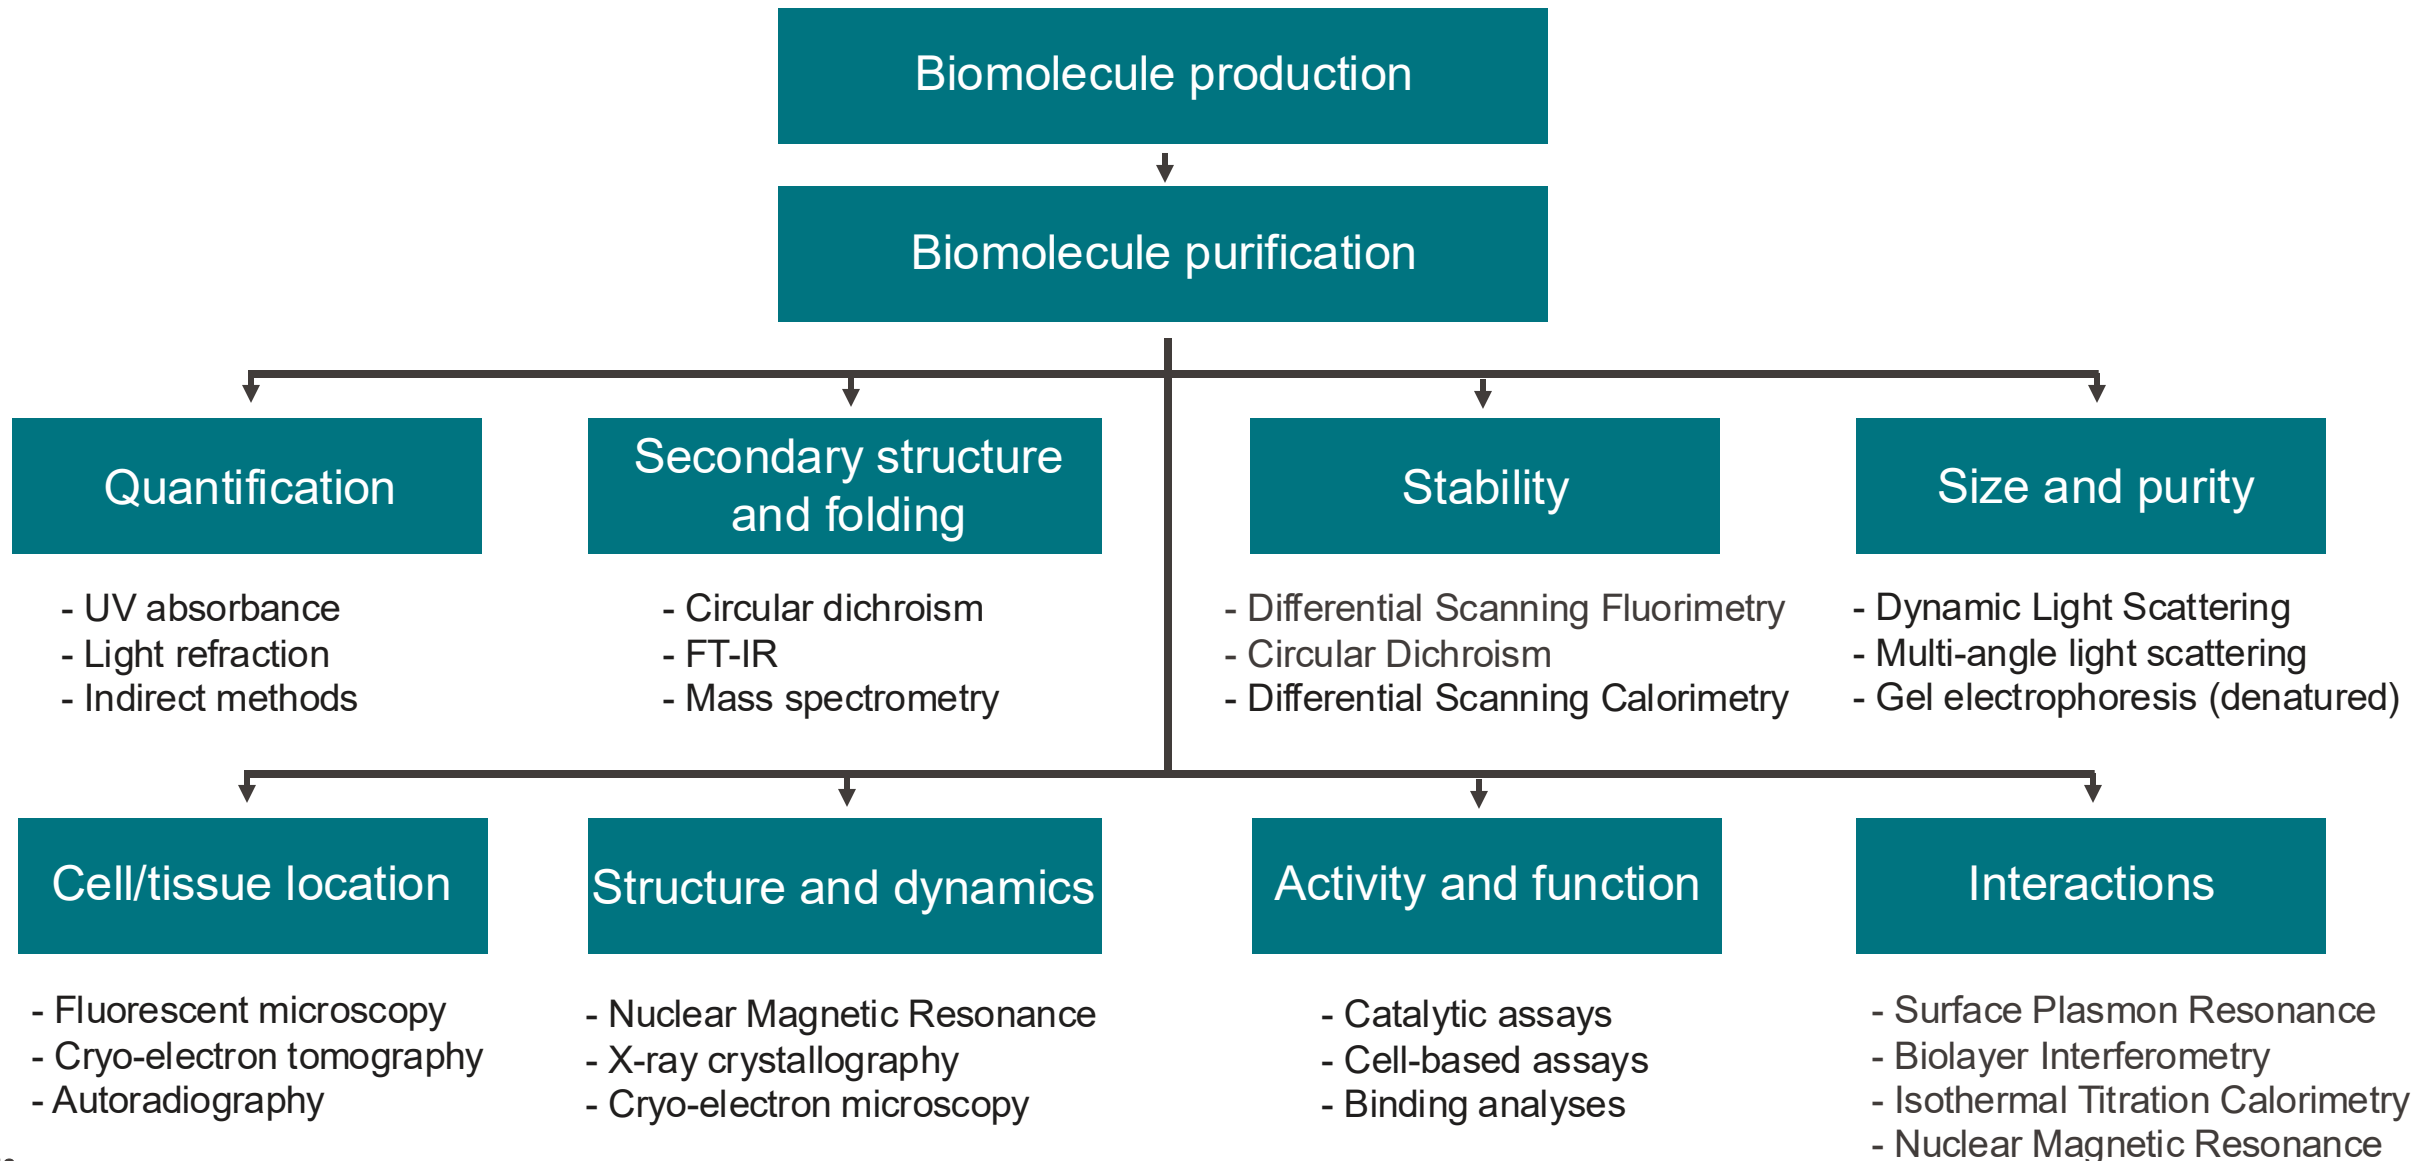 Biomolecule production
Biomolecule purification
Quantification
Secondary structure
and folding
Stability
Size and purity
- UV absorbance
- Light refraction
- Indirect methods
- Circular dichroism
- FT-IR
- Mass spectrometry
- Differential Scanning Fluorimetry
- Circular Dichroism
- Differential Scanning Calorimetry
- Dynamic Light Scattering
- Multi-angle light scattering
- Gel electrophoresis (denatured)
Cell/tissue location
Structure and dynamics
Activity and function
Interactions
- Fluorescent microscopy
- Cryo-electron tomography
- Autoradiography
- Nuclear Magnetic Resonance
- X-ray crystallography
- Cryo-electron microscopy
- Catalytic assays
- Cell-based assays
- Binding analyses
- Surface Plasmon Resonance
- Biolayer Interferometry
- Isothermal Titration Calorimetry
- Nuclear Magnetic Resonance